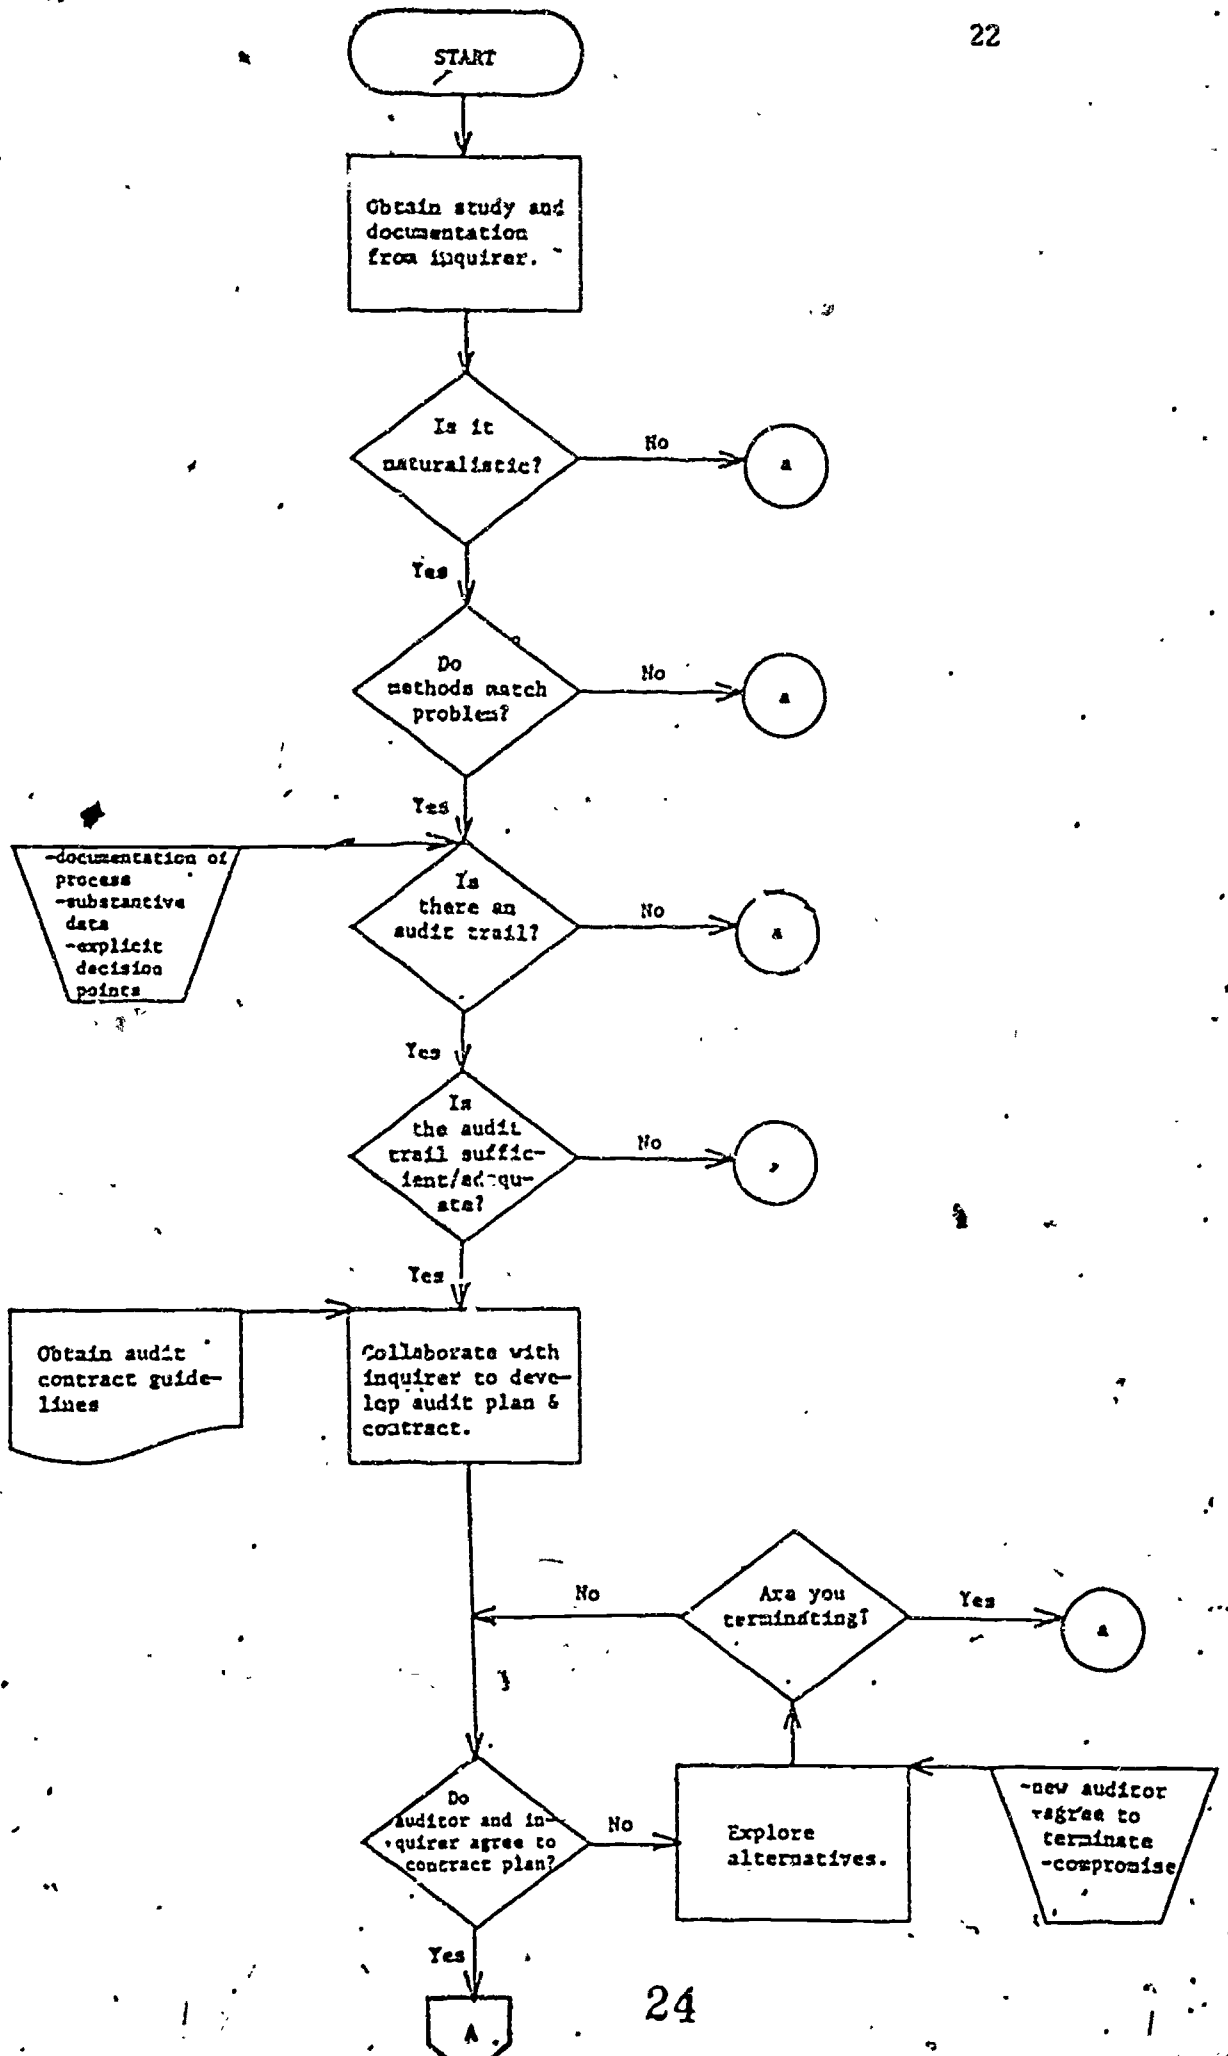 22
START
Obtain study and
documentation
from inquirer.
Is it
naturalistic?
No
a
Yes
Do
methods match
problem?
No
a
Yes
-documentation of
process
-substantive
data
-explicit
decision
points
Is
there an
audit trail?
No
a
Yes
Is
the audit
trail suffic-
ient/adequ-
ate?
No
Yes
Obtain audit
contract guide-
lines
Collaborate with
inquirer to deve-
lop audit plan &
contract.
No
Are you
terminating?
Yes
a
Do
auditor and in-
quirer agree to
contract plan?
No
Explore
alternatives.
-new auditor
-agree to
terminate
-compromise
Yes
A
24